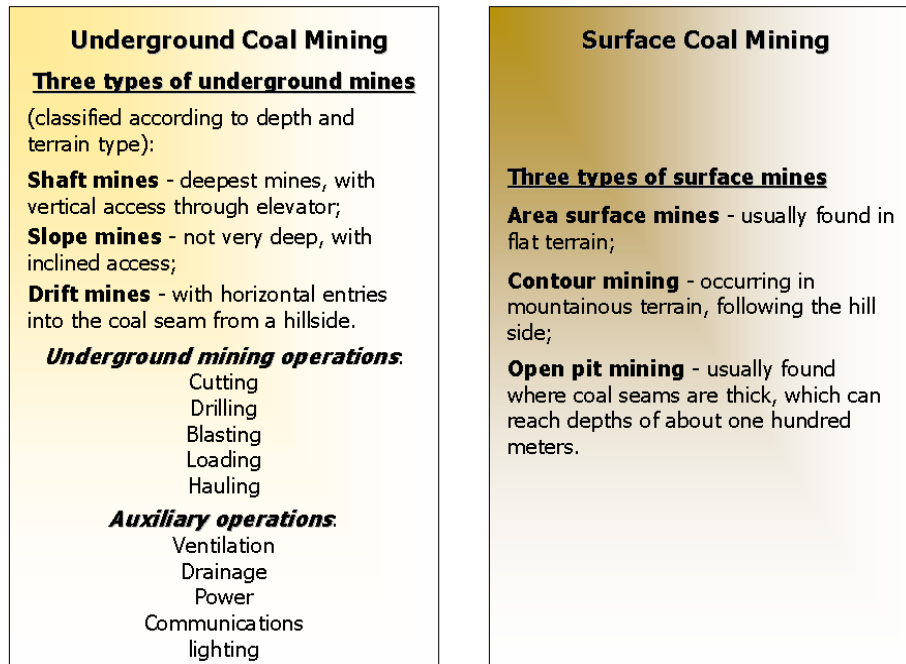 Underground Coal Mining
Three types of underground mines
(classified according to depth and
terrain type):
Shaft mines - deepest mines, with
vertical access through elevator;
Slope mines - not very deep, with
inclined access;
Drift mines - with horizontal entries
into the coal seam from a hillside.
Underground mining operations:
Cutting
Drilling
Blasting
Loading
Hauling
Auxiliary operations:
Ventilation
Drainage
Power
Communications
lighting
Surface Coal Mining
Three types of surface mines
Area surface mines - usually found in
flat terrain;
Contour mining - occurring in
mountainous terrain, following the hill
side;
Open pit mining - usually found
where coal seams are thick, which can
reach depths of about one hundred
meters.